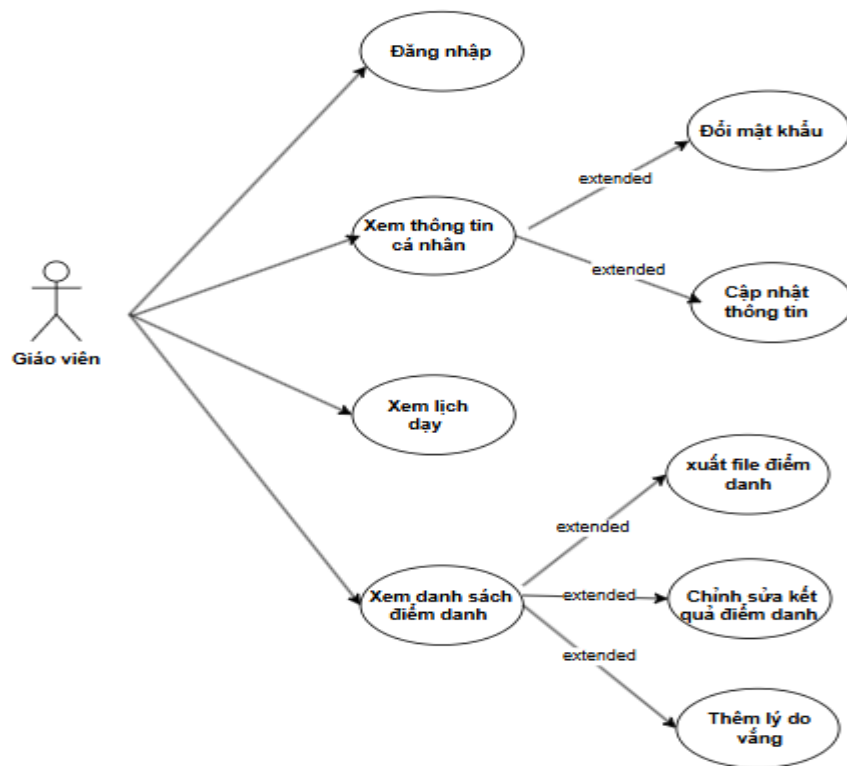 Đăng nhập
Đổi mật khẩu
extended
Xem thông tin
cá nhân
extended
Cập nhật
thông tin
Giáo viên
Xem lịch
dạy
xuất file điểm
danh
extended
Xem danh sách
điểm danh
extended
Chỉnh sửa kết
quả điểm danh
extended
Thêm lý do
vắng